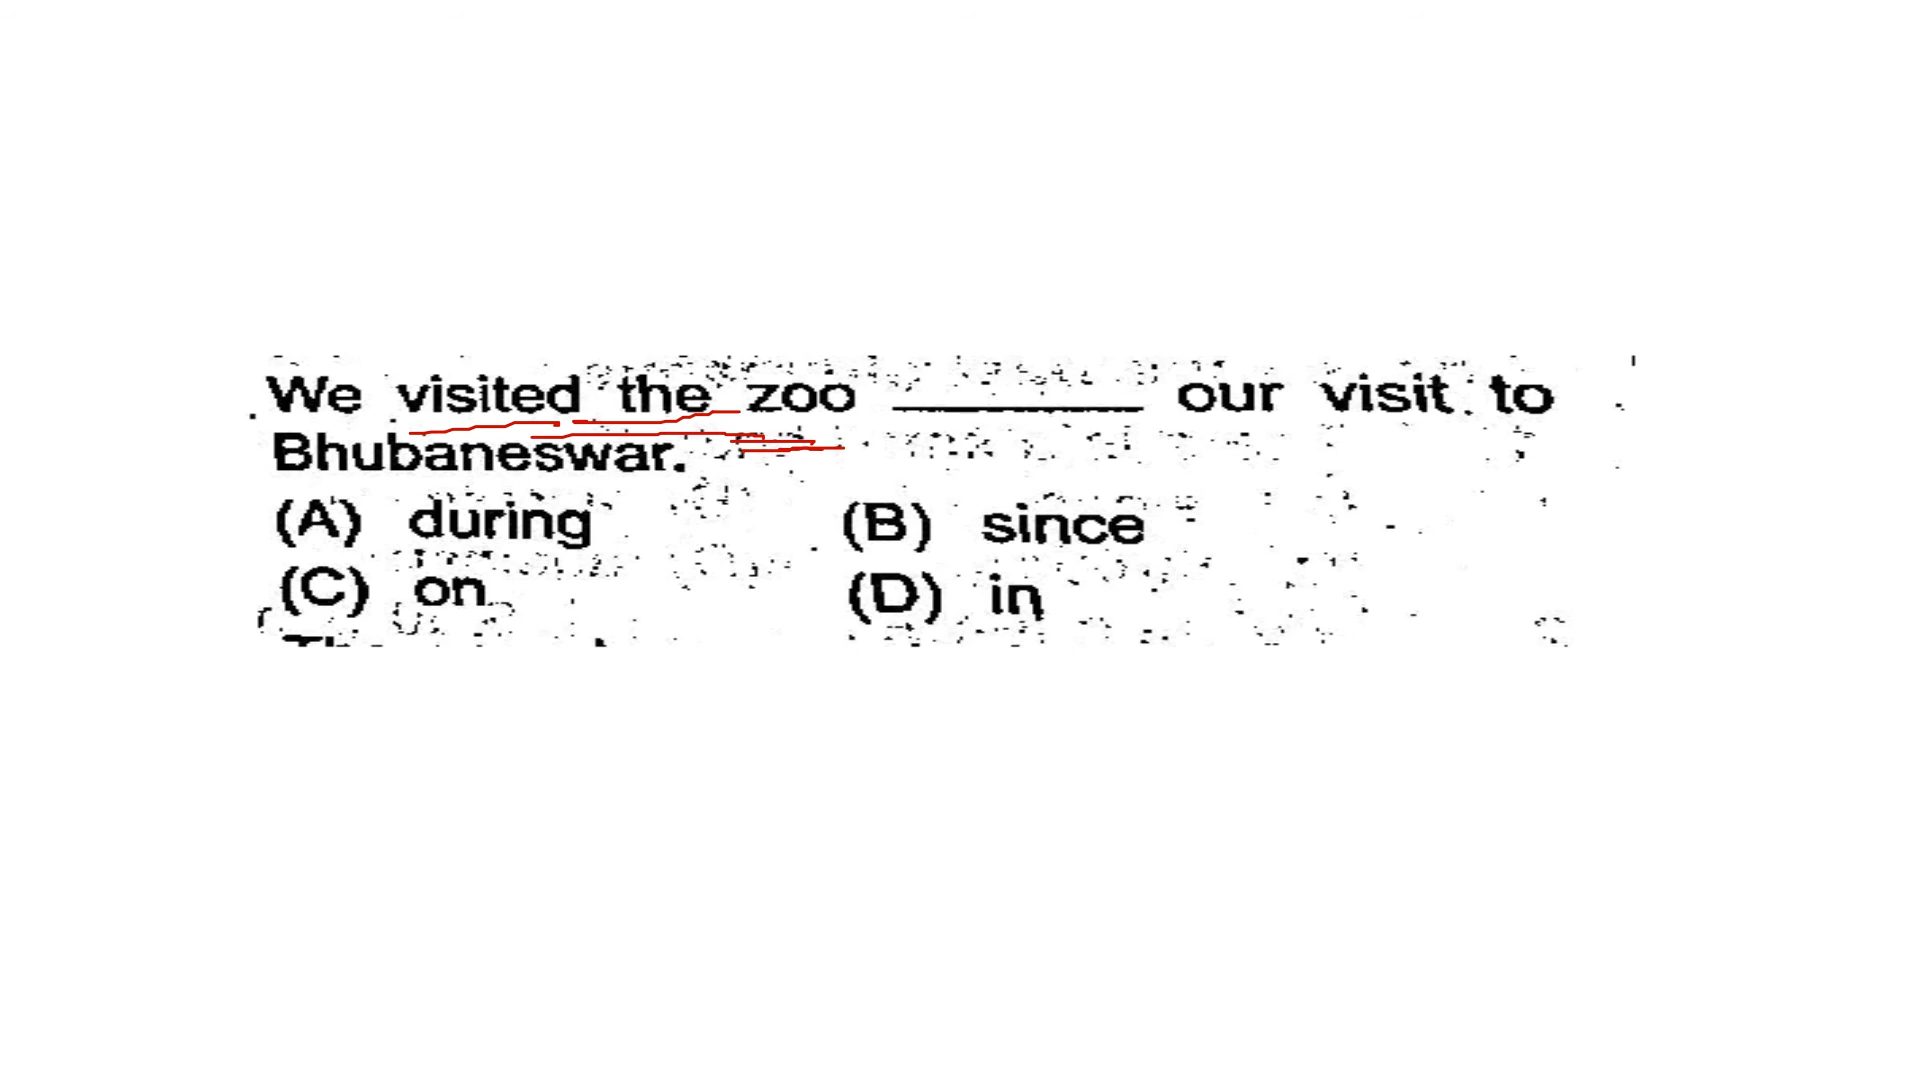 We visited the zoo ________ our visit to
Bhubaneswar.
(A) during (B) since
(C) on (D) in